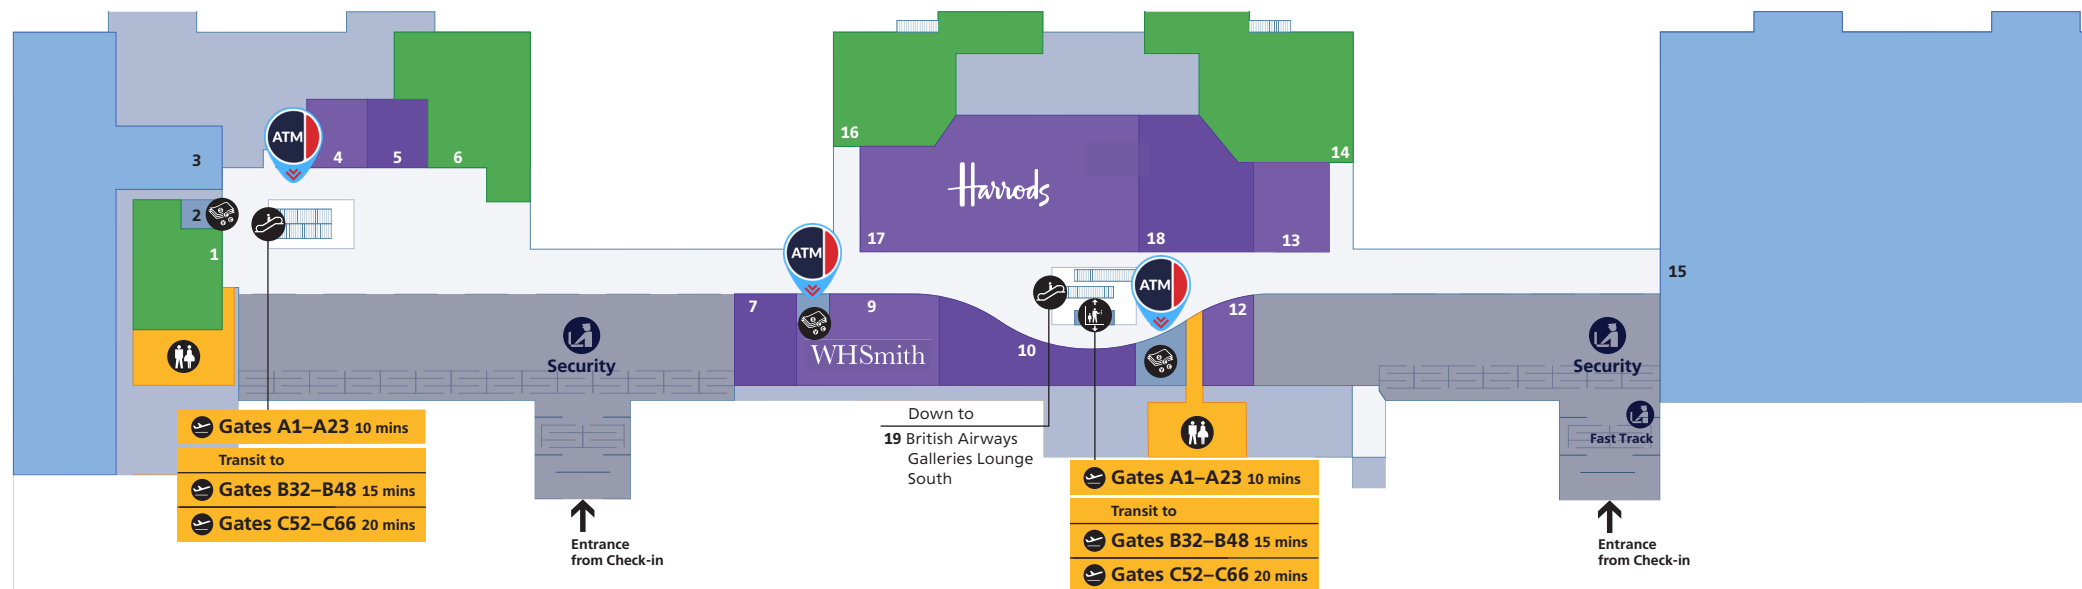 16
ATM
3
4
5
6
14
Harrods
2
17
18
13
1
ATM
15
ATM
7
9
12
10
WHSmith
Security
Security
Fast Track
Gates A1–A23 10 mins
Transit to
Gates B32–B48 15 mins
Gates C52–C66 20 mins
Down to
19 British Airways
Galleries Lounge
South
Gates A1–A23 10 mins
Transit to
Gates B32–B48 15 mins
Gates C52–C66 20 mins
Entrance
from Check-in
Entrance
from Check-in